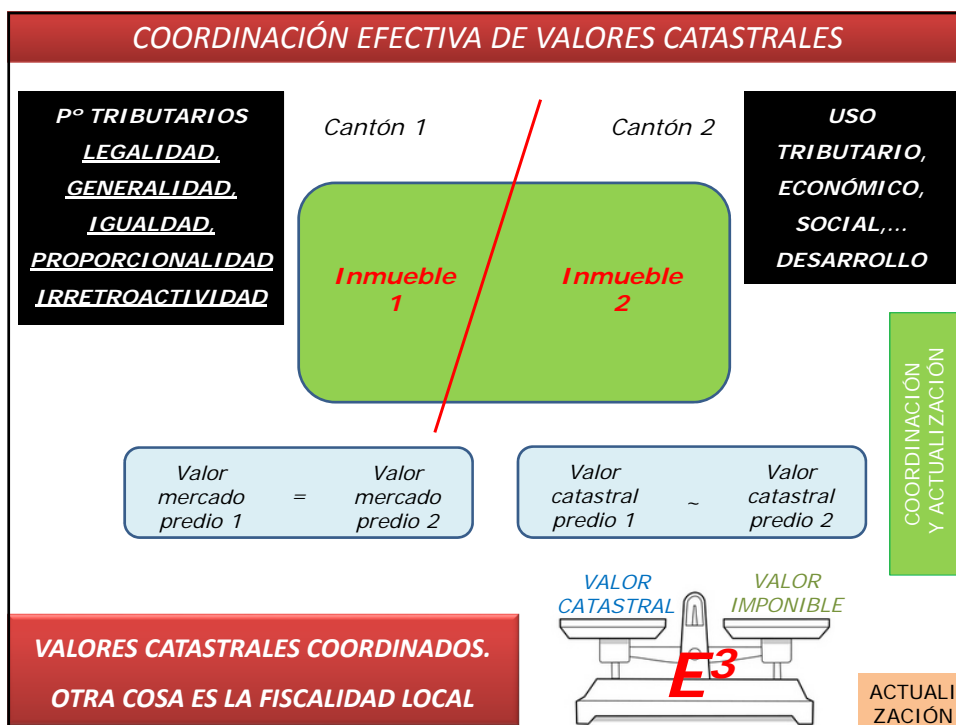 COORDINACIÓN EFECTIVA DE VALORES CATASTRALES
Pº TRIBUTARIOS
LEGALIDAD,
GENERALIDAD,
IGUALDAD,
PROPORCIONALIDAD
IRRETROACTIVIDAD
Cantón 1
Cantón 2
USO
TRIBUTARIO,
ECONÓMICO,
SOCIAL,...
DESARROLLO
Inmueble
1
Inmueble
2
COORDINACIÓN
Y ACTUALIZACIÓN
Valor
mercado
predio 1
=
Valor
mercado
predio 2
Valor
catastral
predio 1
~
Valor
catastral
predio 2
VALOR
CATASTRAL
VALOR
IMPONIBLE
E³
VALORES CATASTRALES COORDINADOS.
OTRA COSA ES LA FISCALIDAD LOCAL
ACTUALI
ZACIÓN